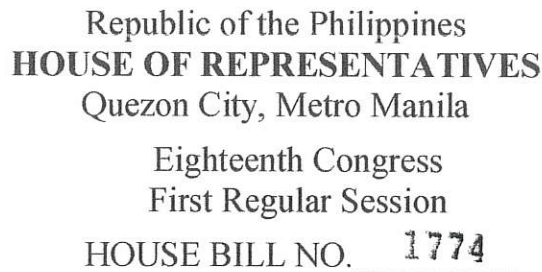 Republic of the Philippines
HOUSE OF REPRESENTATIVES
Quezon City, Metro Manila
Eighteenth Congress
First Regular Session
HOUSE BILL NO. 1774